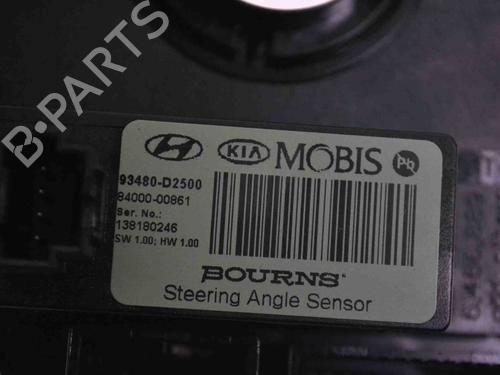 B-PARTS
KIA MOBIS Pb
93480-D2500
84000-00861
Ser. No.:
138180246
SW 1.00; HW 1.00
BOURNS
Steering Angle Sensor